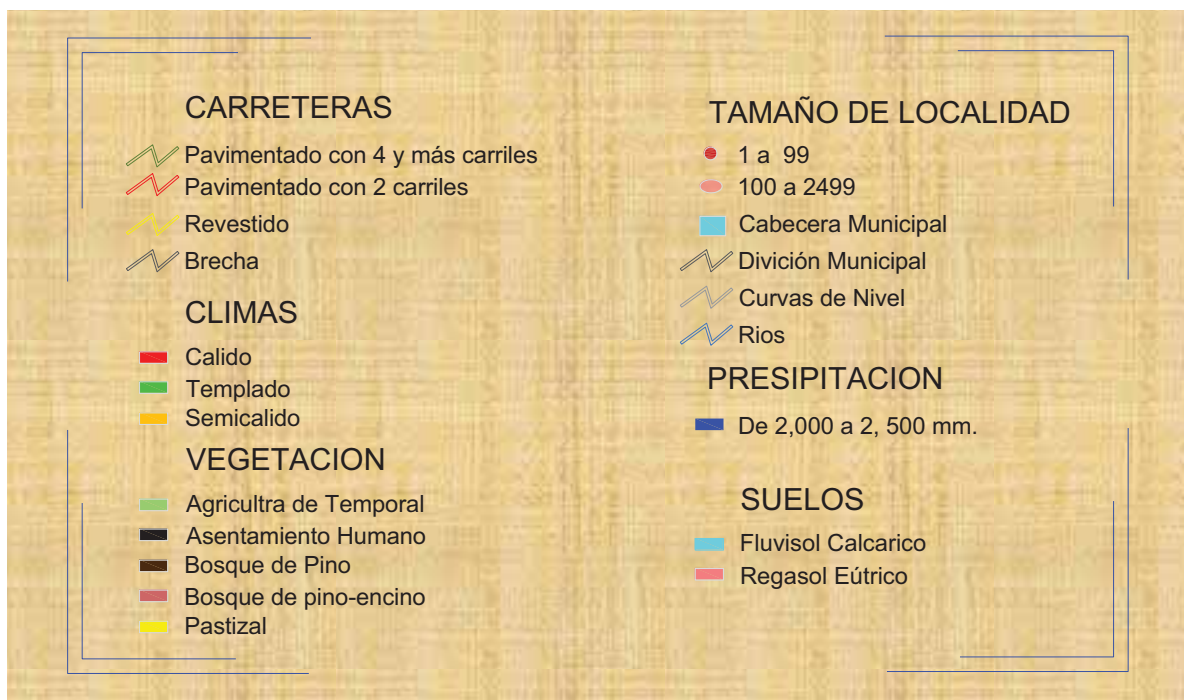 CARRETERAS
Pavimentado con 4 y más carriles
Pavimentado con 2 carriles
Revestido
Brecha
CLIMAS
Calido
Templado
Semicalido
VEGETACION
Agricultra de Temporal
Asentamiento Humano
Bosque de Pino
Bosque de pino-encino
Pastizal
TAMAÑO DE LOCALIDAD
1 a 99
100 a 2499
Cabecera Municipal
Divición Municipal
Curvas de Nivel
Rios
PRESIPITACION
De 2,000 a 2, 500 mm.
SUELOS
Fluvisol Calcarico
Regasol Eútrico